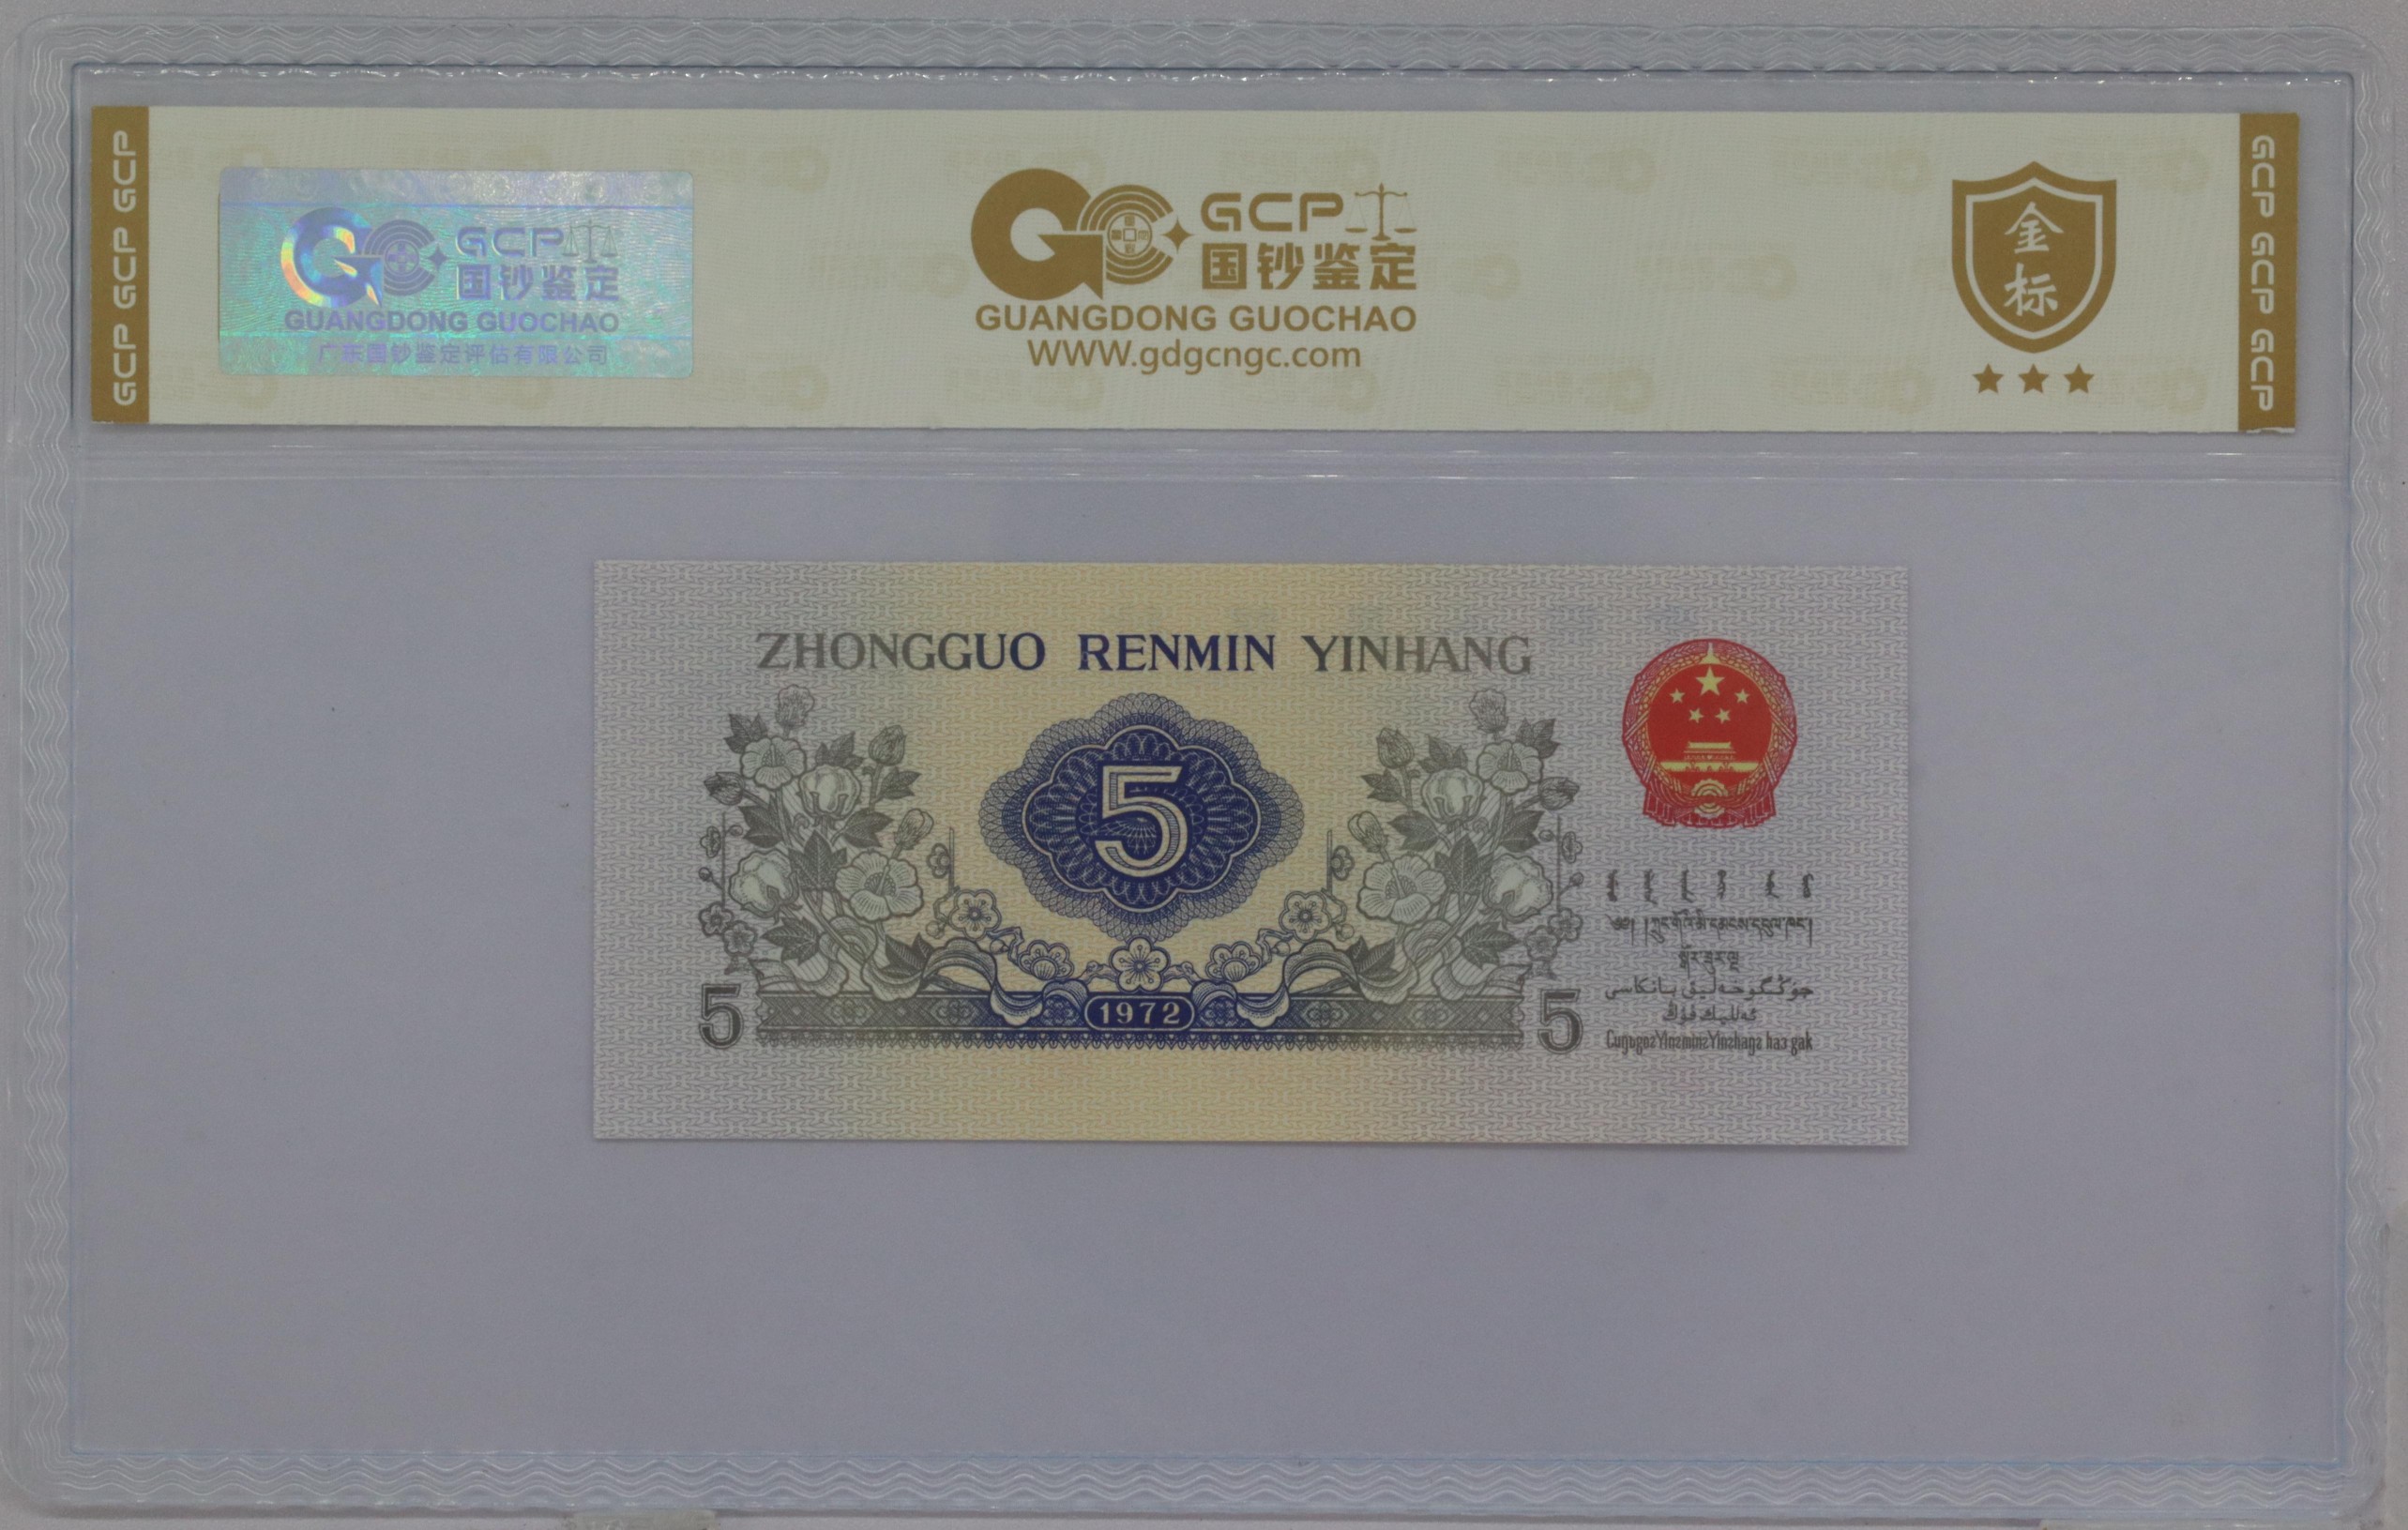 GCP GCP GCP
GCP
国钞鉴定
GUANGDONG GUOCHAO
广东国钞鉴定评估有限公司
GCP
国钞鉴定
GUANGDONG GUOCHAO
WWW.gdgcngc.com
金
标
GCP GCP GCP
ZHONGGUO RENMIN YINHANG
5
1972
5
5